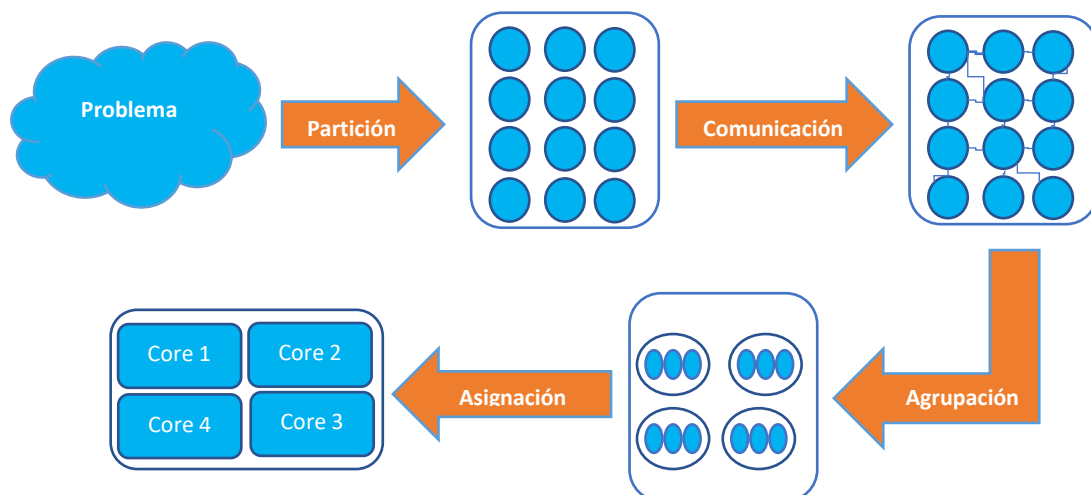 Problema
Partición
Comunicación
Agrupación
Asignación
Core 1
Core 2
Core 4
Core 3